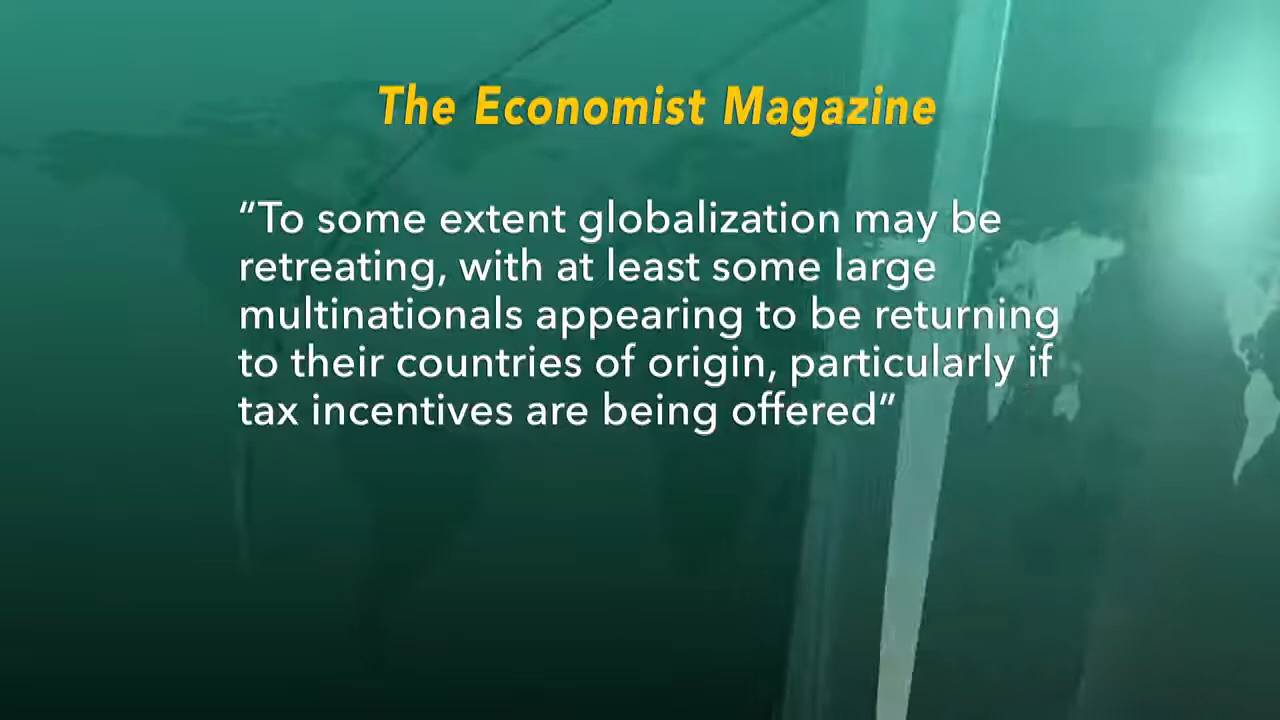 The Economist Magazine
“To some extent globalization may be
retreating, with at least some large
multinationals appearing to be returning
to their countries of origin, particularly if
tax incentives are being offered”